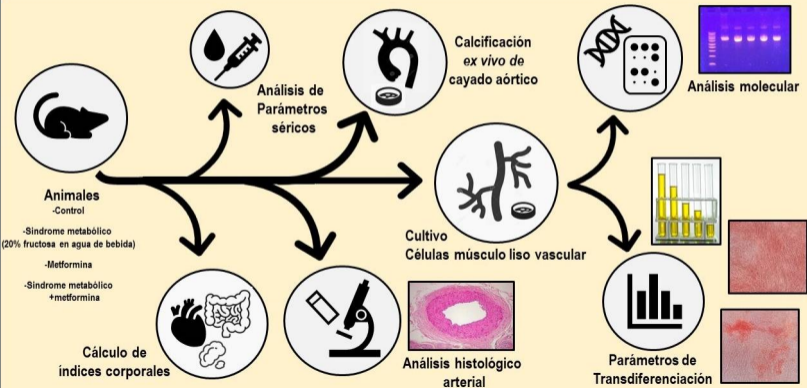 Calcificación
ex vivo de
cayado aórtico
Análisis molecular
Análisis de
Parámetros
séricos
Animales
-Control
-Síndrome metabólico
(20% fructosa en agua de bebida)
-Metformina
-Síndrome metabólico
+metformina
Cultivo
Células músculo liso vascular
Cálculo de
índices corporales
Análisis histológico
arterial
Parámetros de
Transdiferenciación